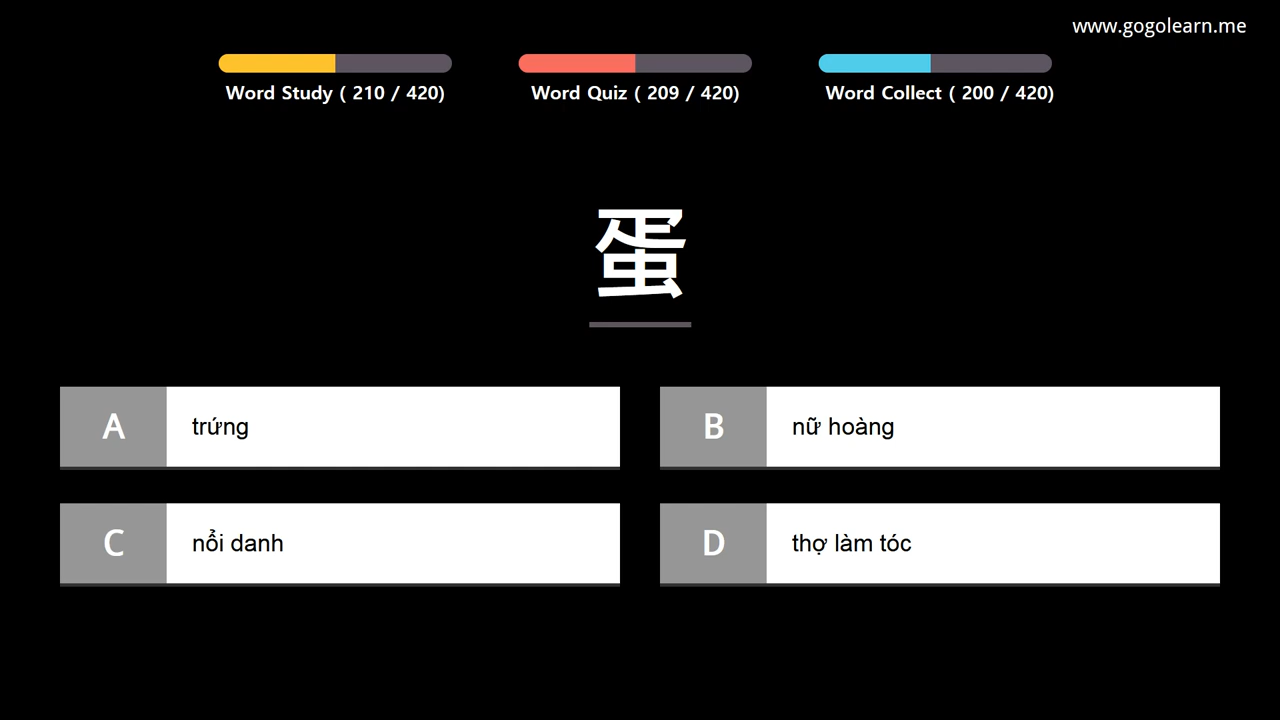 www.gogolearn.me
Word Study ( 210 / 420)
Word Quiz ( 209 / 420)
Word Collect ( 200 / 420)
蛋
A trứng
B nữ hoàng
C nổi danh
D thợ làm tóc